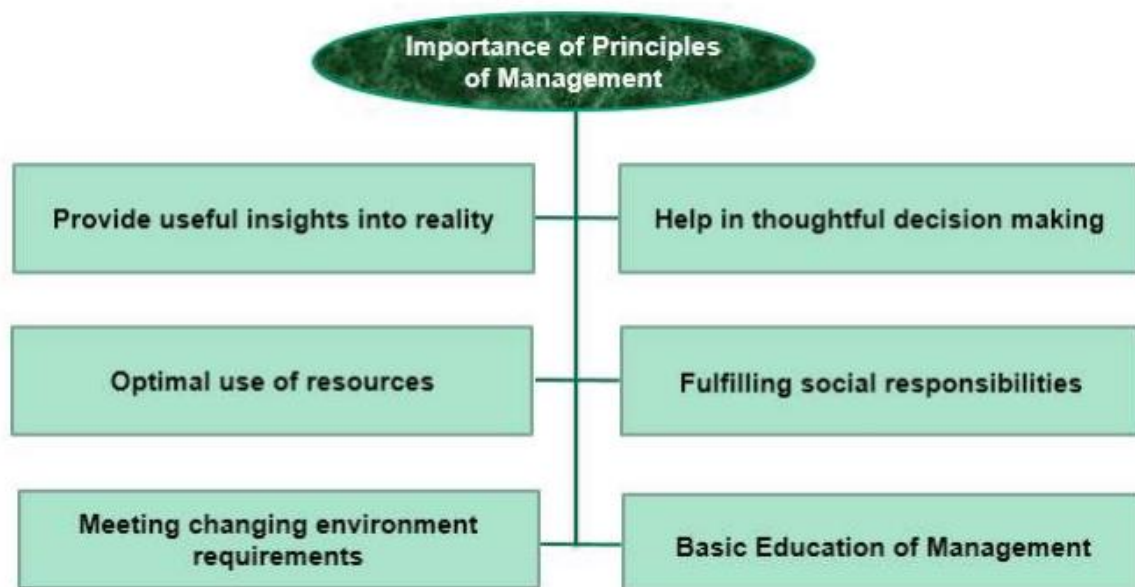 Importance of Principles
of Management
Provide useful insights into reality
Help in thoughtful decision making
Optimal use of resources
Fulfilling social responsibilities
Meeting changing environment
requirements
Basic Education of Management